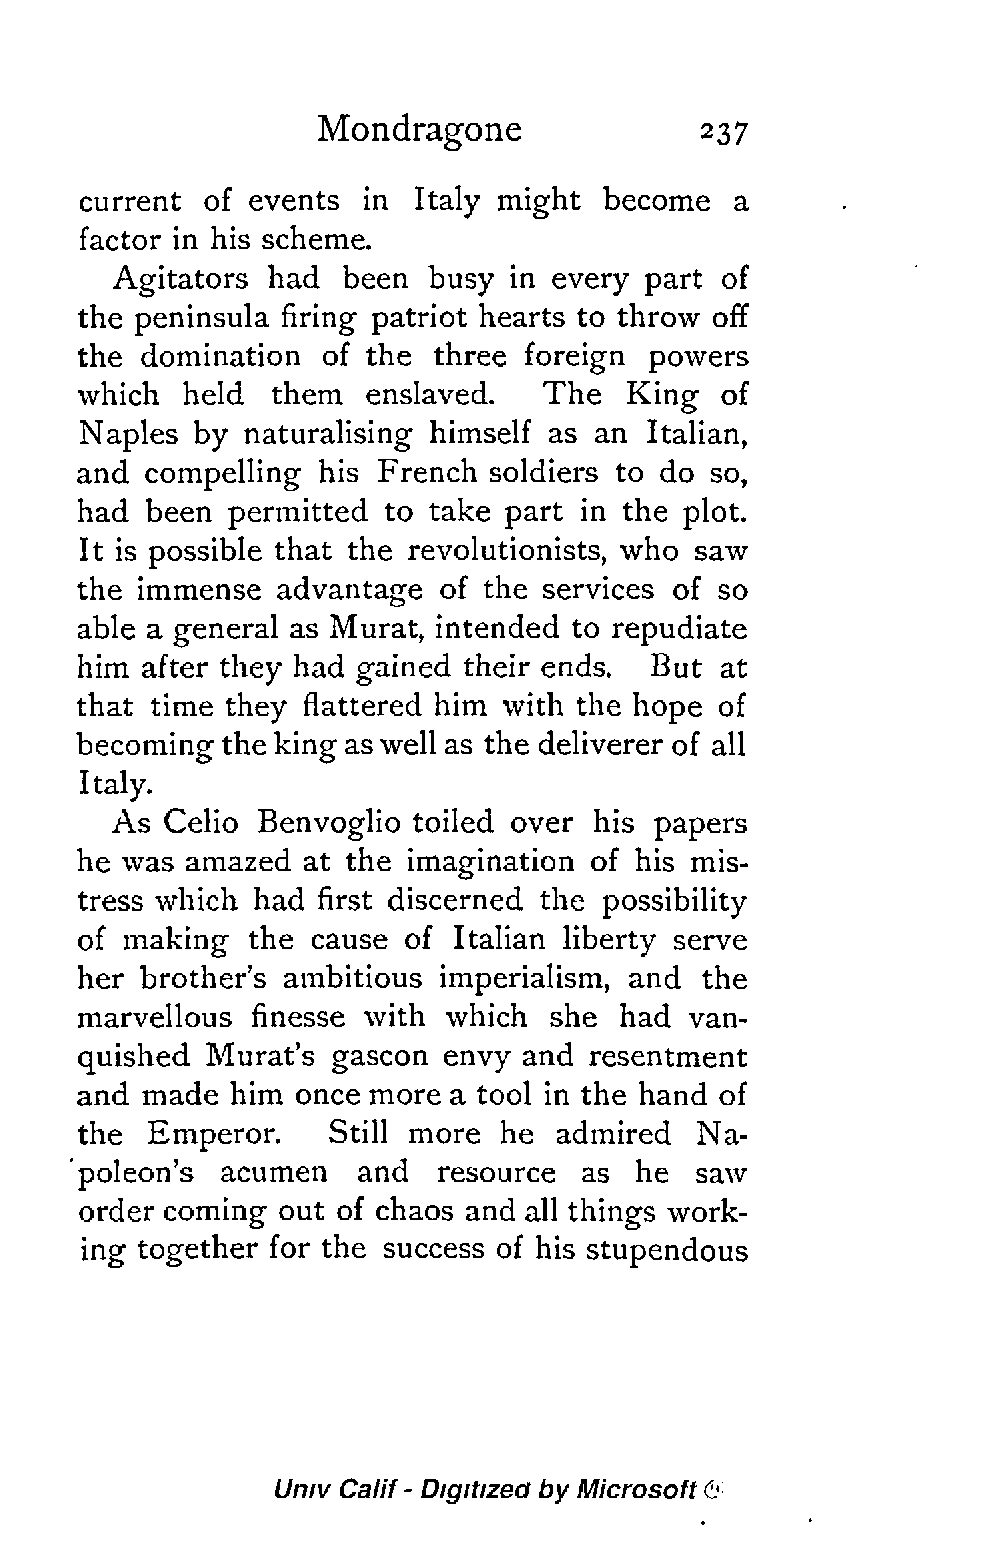 Mondragone 237
current of events in Italy might become a
factor in his scheme.
Agitators had been busy in every part of
the peninsula firing patriot hearts to throw off
the domination of the three foreign powers
which held them enslaved. The King of
Naples by naturalising himself as an Italian,
and compelling his French soldiers to do so,
had been permitted to take part in the plot.
It is possible that the revolutionists, who saw
the immense advantage of the services of so
able a general as Murat, intended to repudiate
him after they had gained their ends. But at
that time they flattered him with the hope of
becoming the king as well as the deliverer of all
Italy.
As Celio Benvoglio toiled over his papers
he was amazed at the imagination of his mis-
tress which had first discerned the possibility
of making the cause of Italian liberty serve
her brother's ambitious imperialism, and the
marvellous finesse with which she had van-
quished Murat's gascon envy and resentment
and made him once more a tool in the hand of
the Emperor. Still more he admired Na-
poleon's acumen and resource as he saw
order coming out of chaos and all things work-
ing together for the success of his stupendous
Univ Calif - Digitized by Microsoft ®